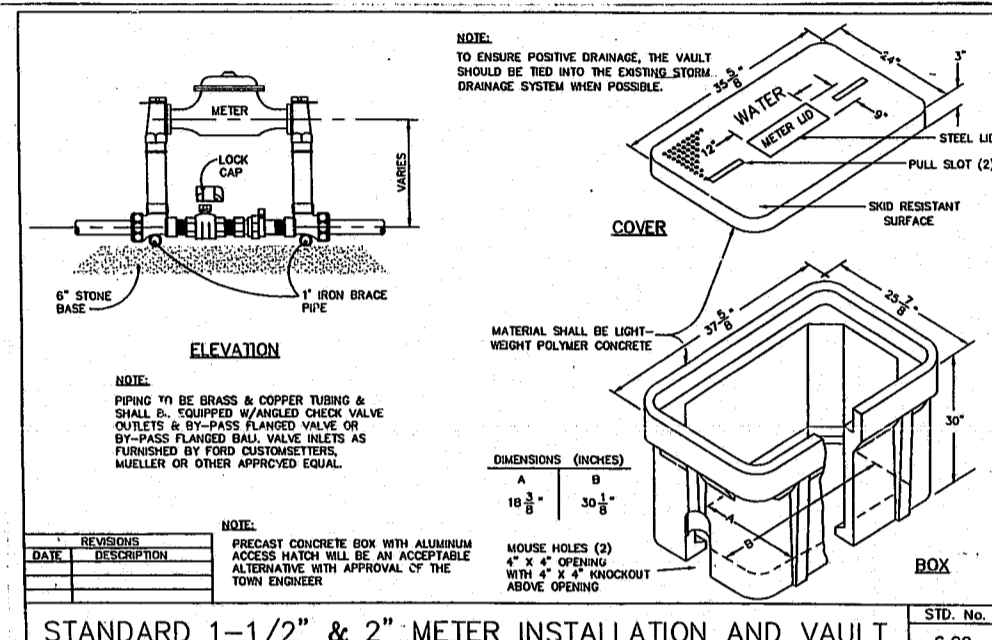 NOTE:
TO ENSURE POSITIVE DRAINAGE, THE VAULT
SHOULD BE TIED INTO THE EXISTING STORM
DRAINAGE SYSTEM WHEN POSSIBLE.
METER
LOCK
CAP
VARIES
6" STONE
BASE
1" IRON BRACE
PIPE
ELEVATION
NOTE:
PIPING TO BE BRASS & COPPER TUBING &
SHALL EQUIPPED W/ANGLED CHECK VALVE
OUTLETS & BY-PASS FLANGED VALVE OR
BY-PASS FLANGED BALL VALVE INLETS AS
FURNISHED BY FORD CUSTOMSETTERS,
MUELLER OR OTHER APPROVED EQUAL.
35 5/8"
24"
3"
WATER
METER LID
12"
9"
STEEL LID
PULL SLOT (2)
SKID RESISTANT
SURFACE
COVER
MATERIAL SHALL BE LIGHT-
WEIGHT POLYMER CONCRETE
37 5/8"
25 7/8"
30"
A
B
BOX
DIMENSIONS (INCHES)
A B
18 3/8" 30 1/8"
MOUSE HOLES (2)
4" X 4" OPENING
WITH 4" X 4" KNOCKOUT
ABOVE OPENING
NOTE:
PRECAST CONCRETE BOX WITH ALUMINUM
ACCESS HATCH WILL BE AN ACCEPTABLE
ALTERNATIVE WITH APPROVAL OF THE
TOWN ENGINEER
REVISIONS
DATE DESCRIPTION
STANDARD 1-1/2" & 2" METER INSTALLATION AND VAULT
STD. No.